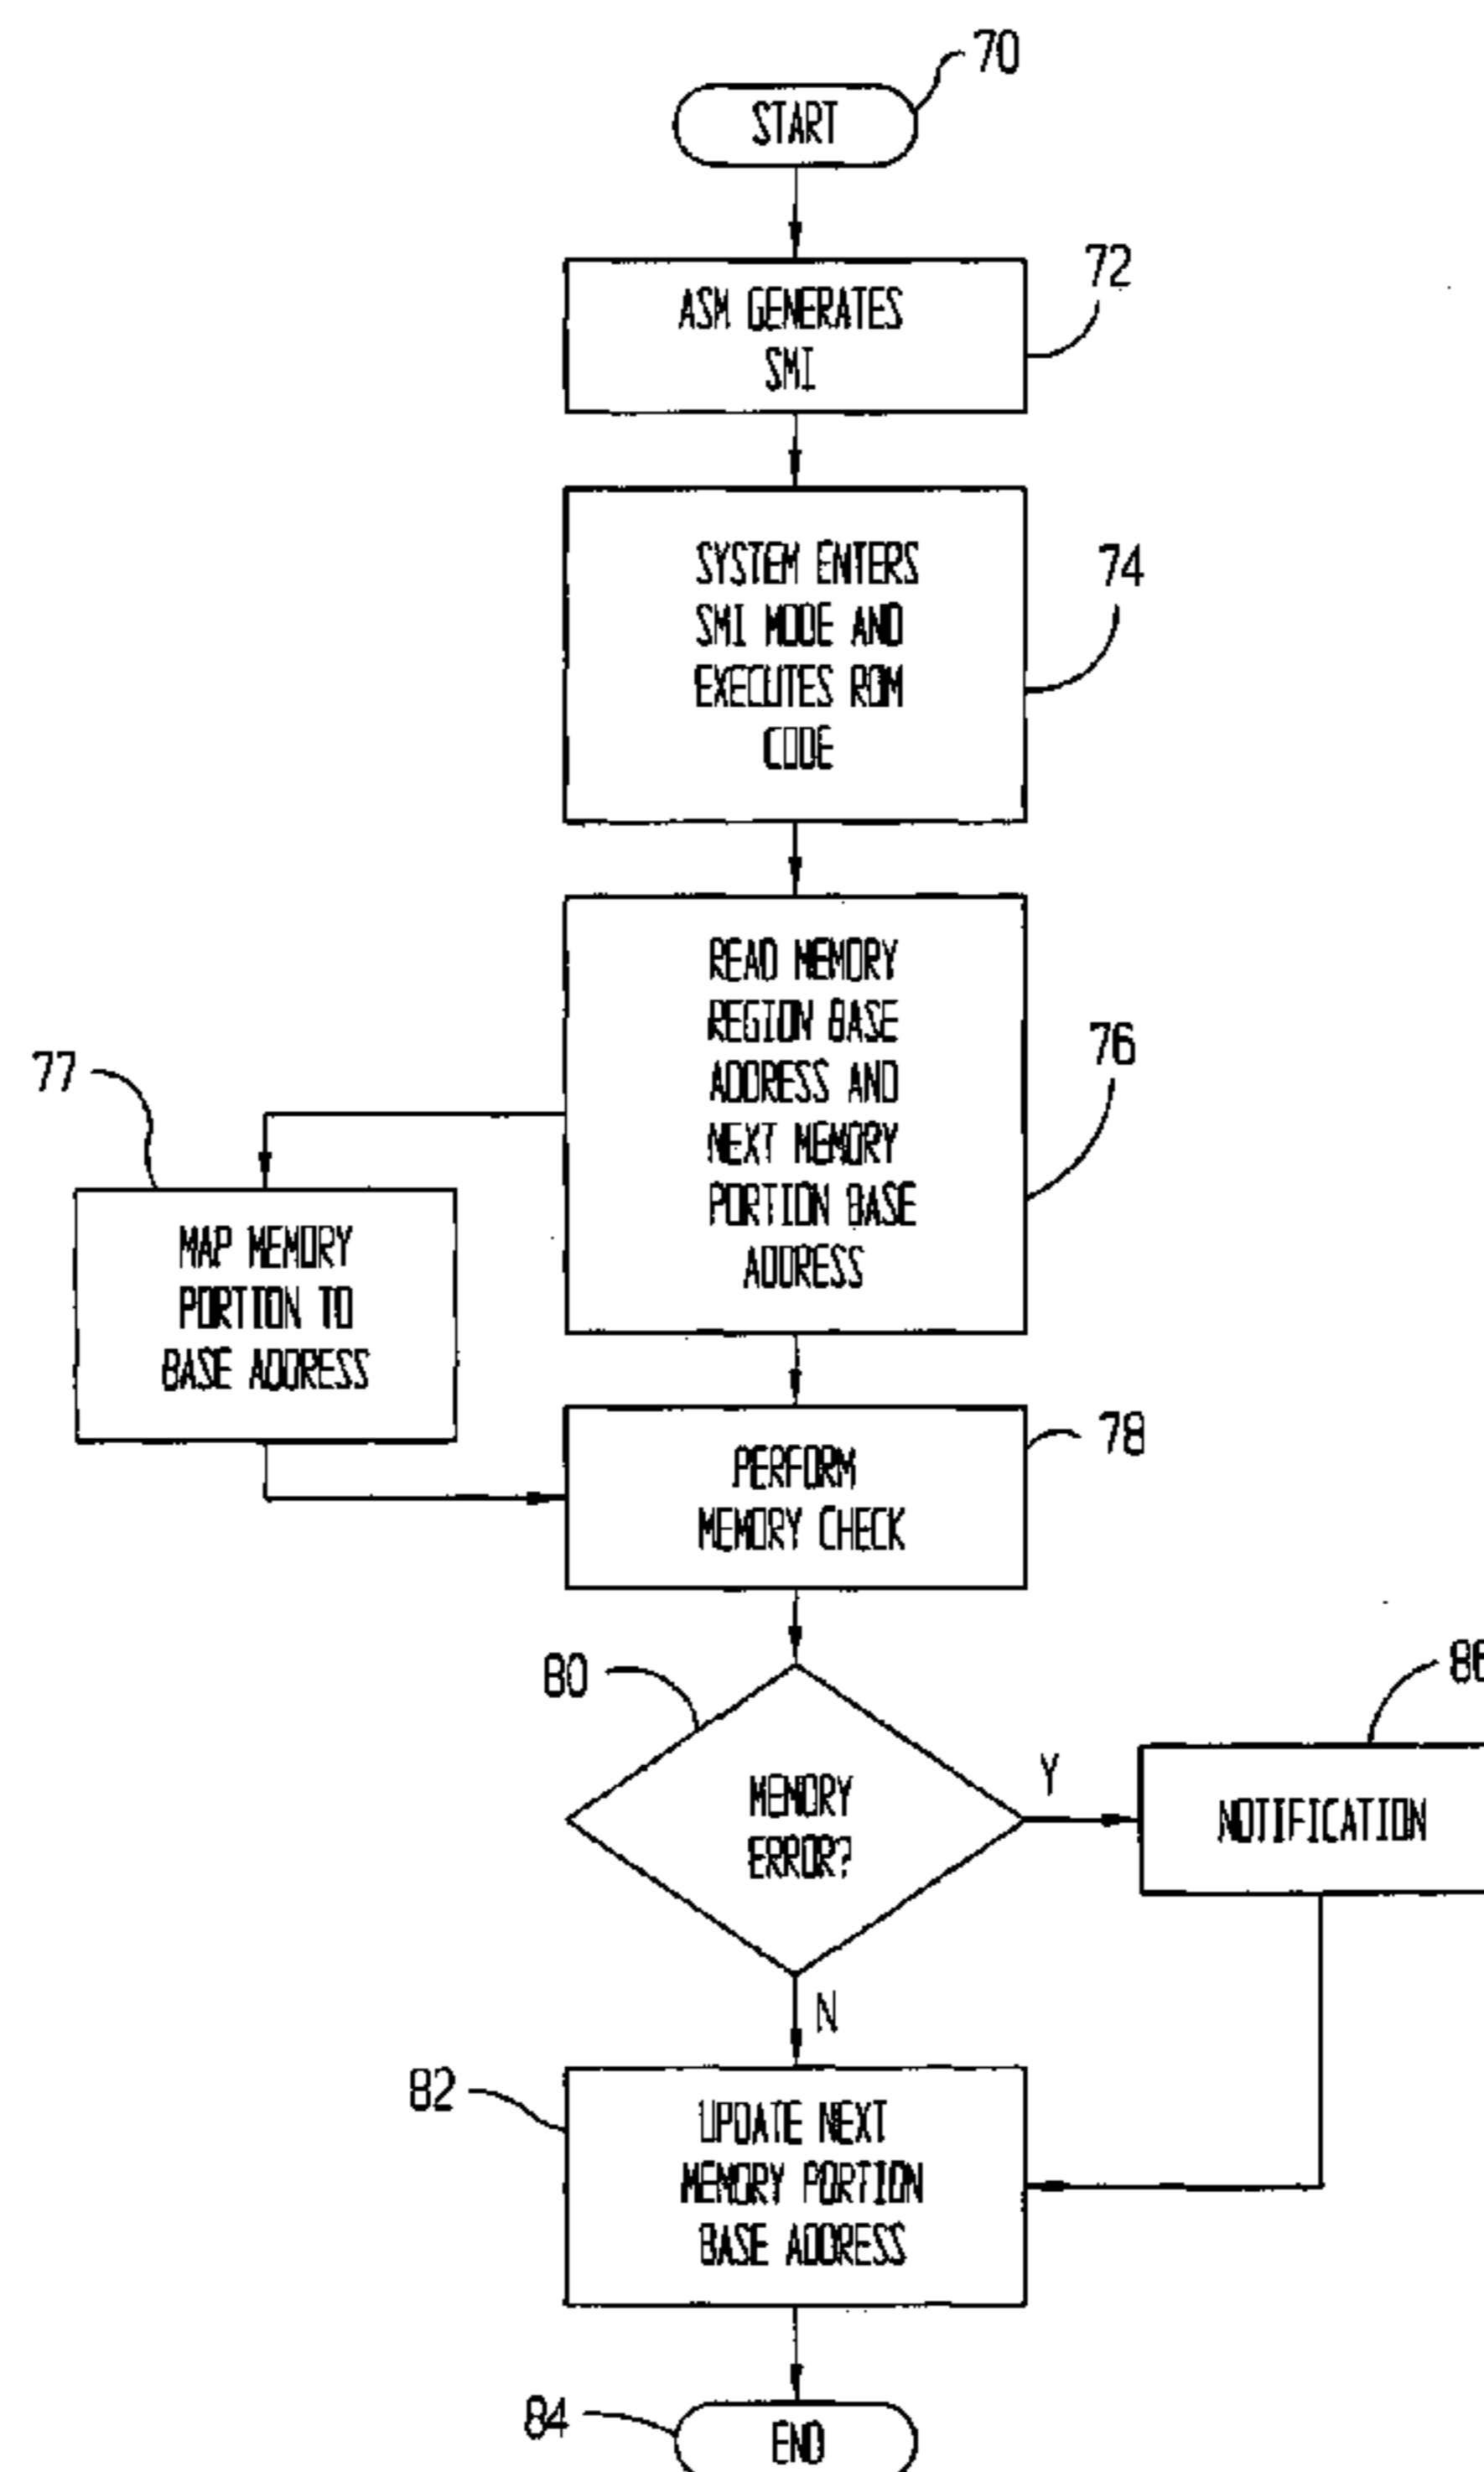 70
START
72
ASM GENERATES
SMI
74
SYSTEM ENTERS
SMI MODE AND
EXECUTES ROM
CODE
76
READ MEMORY
REGION BASE
ADDRESS AND
NEXT MEMORY
PORTION BASE
ADDRESS
77
MAP MEMORY
PORTION TO
BASE ADDRESS
78
PERFORM
MEMORY CHECK
80
MEMORY
ERROR?
Y
NOTIFICATION
N
82
UPDATE NEXT
MEMORY PORTION
BASE ADDRESS
84
END